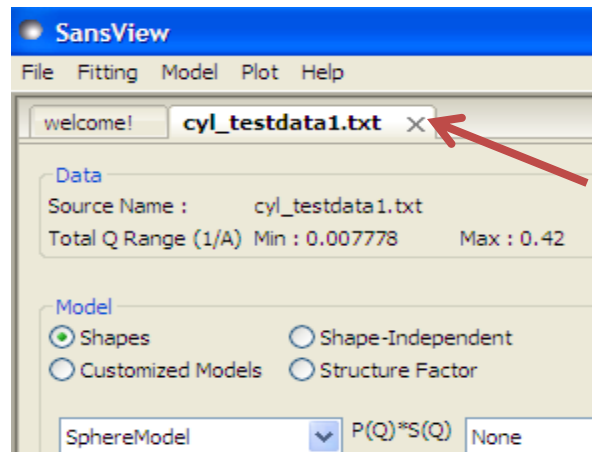 SansView
File Fitting Model Plot Help
welcome! cyl_testdata1.txt
Data
Source Name : cyl_testdata1.txt
Total Q Range (1/A) Min : 0.007778 Max : 0.42
Model
Shapes Shape-Independent
Customized Models Structure Factor
SphereModel P(Q)*S(Q) None